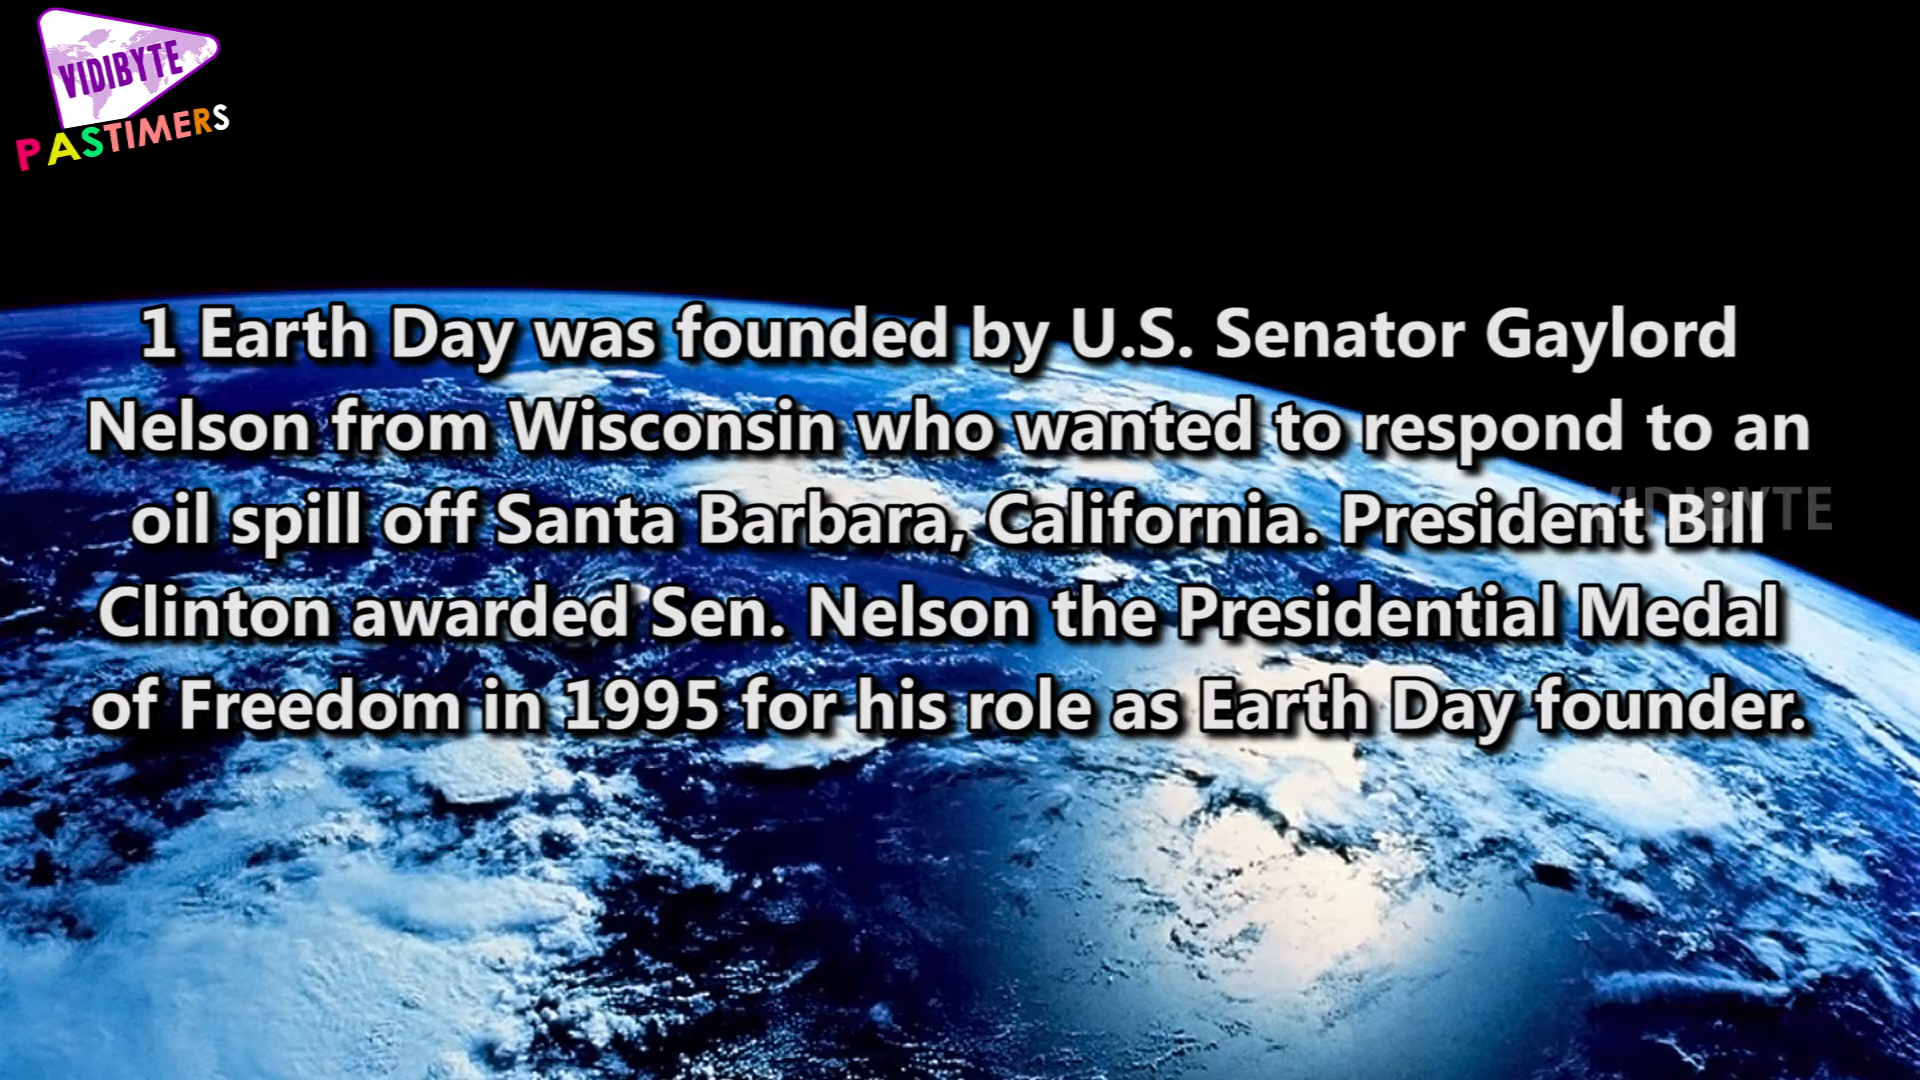 VIDIBYTE
PASTIMERS
1 Earth Day was founded by U.S. Senator Gaylord
Nelson from Wisconsin who wanted to respond to an
oil spill off Santa Barbara, California. President Bill
VIDIBYTE
Clinton awarded Sen. Nelson the Presidential Medal
of Freedom in 1995 for his role as Earth Day founder.